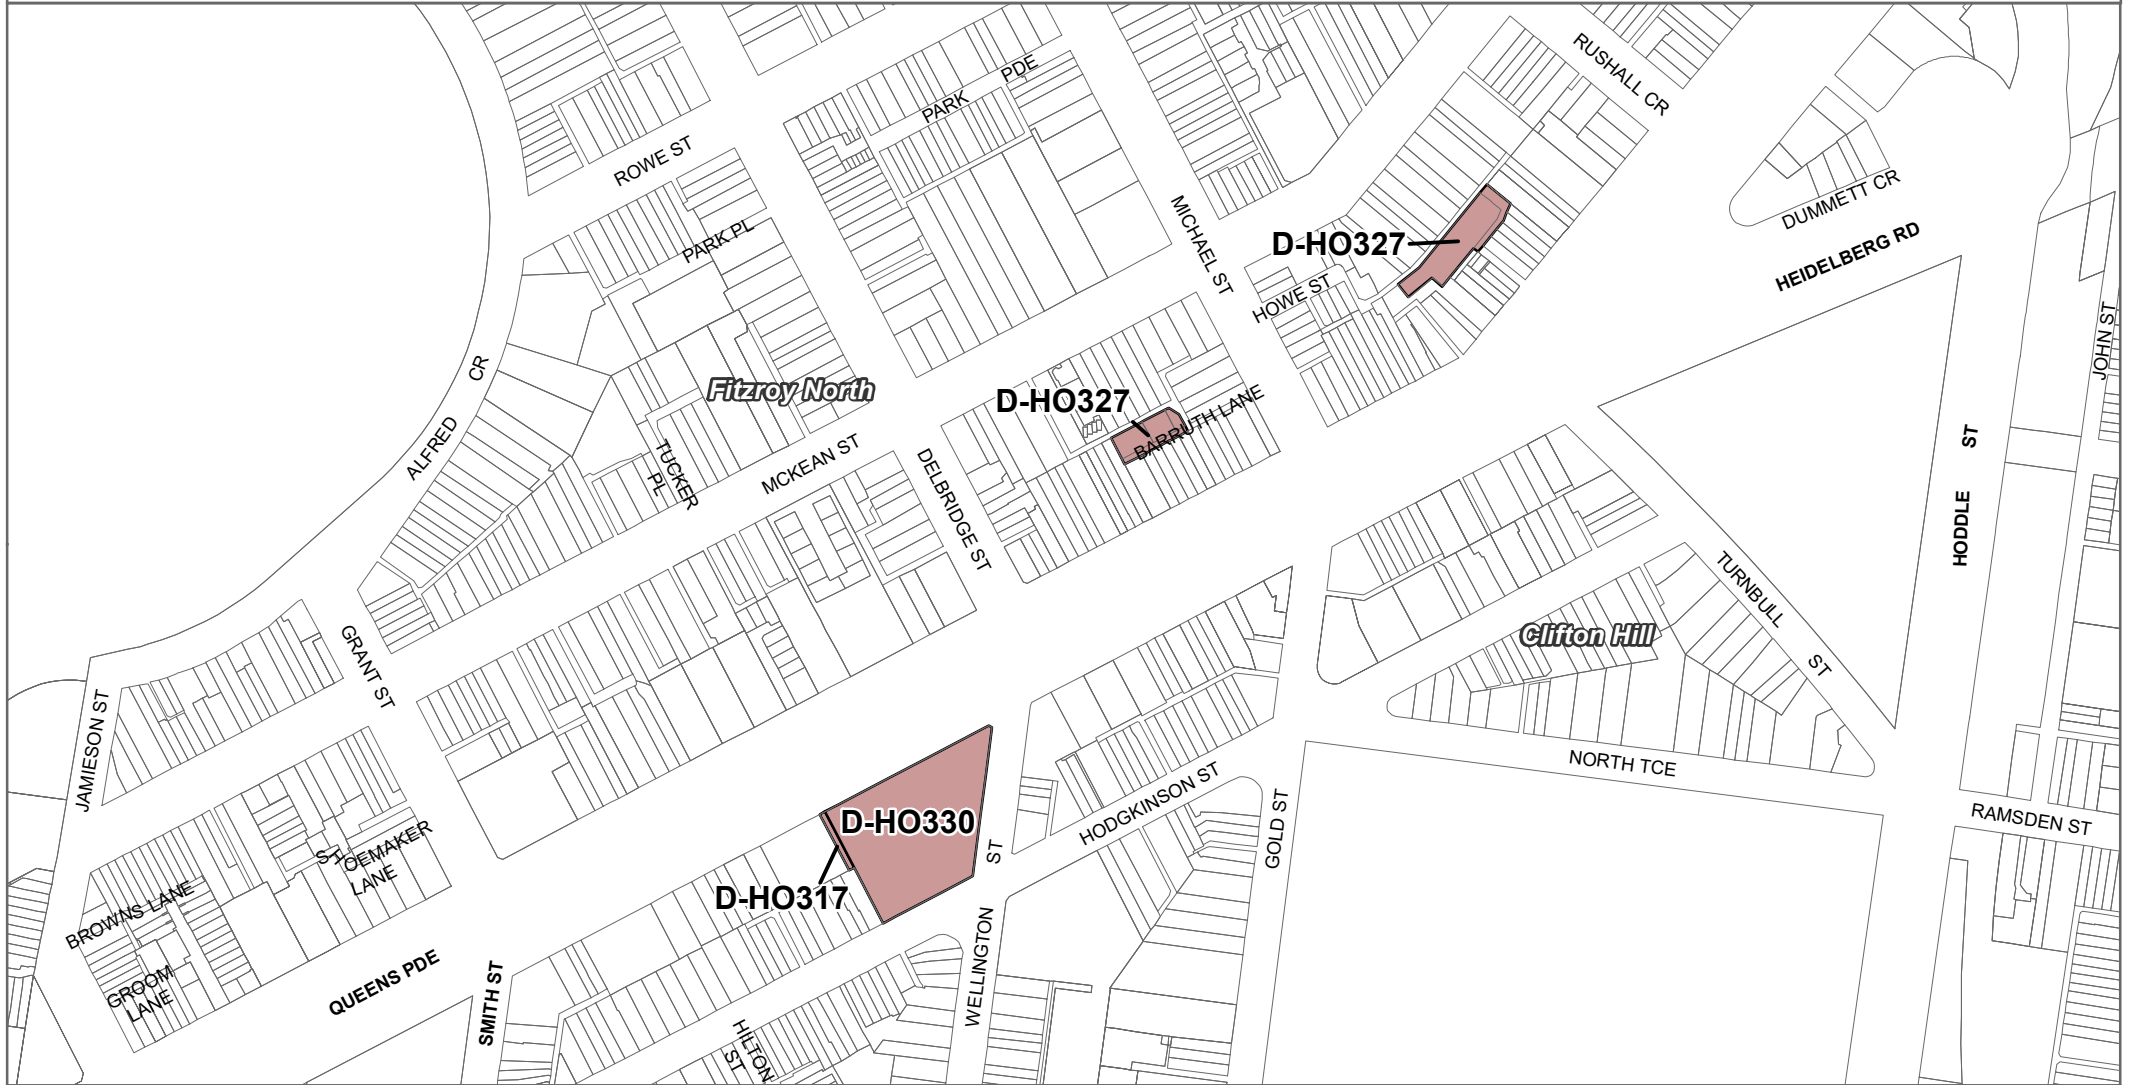 RUSHALL CR
PARK PDE
ROWE ST
DUMMETT CR
PARK PL
MICHAEL ST
D-HO327
HEIDELBERG RD
HOWE ST
JOHN ST
ALFRED CR
Fitzroy North
D-HO327
BARRUTH LANE
TUCKER
PL
MCKEAN ST
DELBRIDGE ST
HODDLE ST
TURNBULL ST
Clifton Hill
GRANT ST
JAMIESON ST
NORTH TCE
HODGKINSON ST
GOLD ST
RAMSDEN ST
D-HO330
SHOEMAKER
LANE
D-HO317
BROWNS LANE
WELLINGTON ST
GROOM
LANE
QUEENS PDE
SMITH ST
HILTON
ST